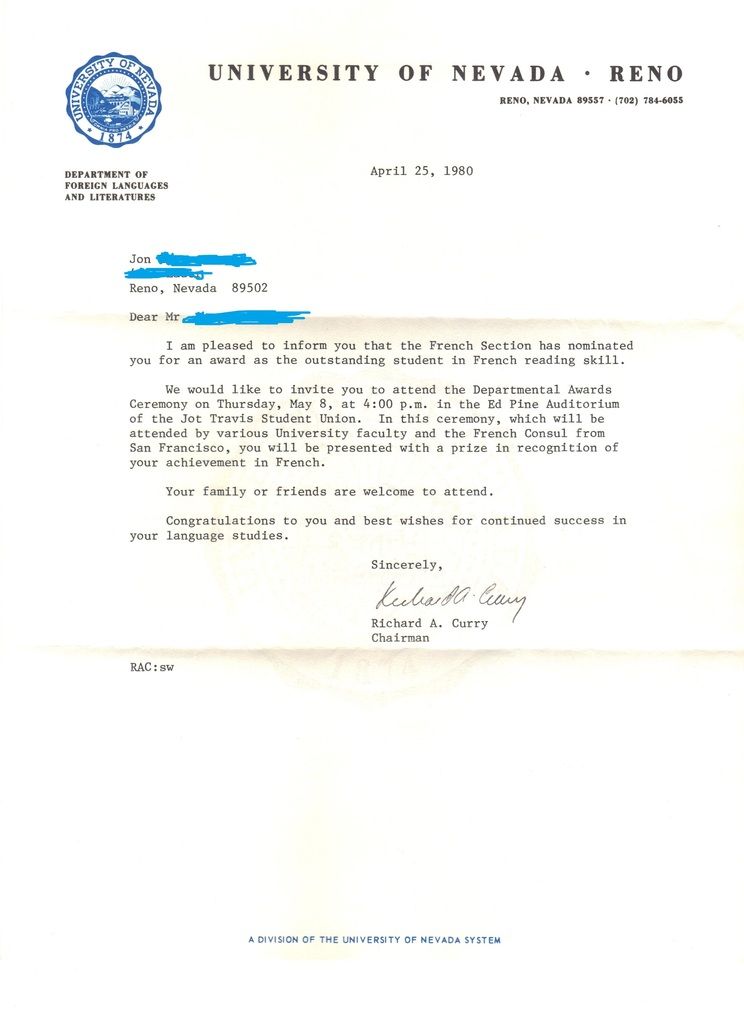 UNIVERSITY OF NEVADA
1874
UNIVERSITY OF NEVADA · RENO
RENO, NEVADA 89557 · (702) 784-6055
DEPARTMENT OF
FOREIGN LANGUAGES
AND LITERATURES
April 25, 1980
Jon
Reno, Nevada 89502
Dear Mr
I am pleased to inform you that the French Section has nominated
you for an award as the outstanding student in French reading skill.
We would like to invite you to attend the Departmental Awards
Ceremony on Thursday, May 8, at 4:00 p.m. in the Ed Pine Auditorium
of the Jot Travis Student Union. In this ceremony, which will be
attended by various University faculty and the French Consul from
San Francisco, you will be presented with a prize in recognition of
your achievement in French.
Your family or friends are welcome to attend.
Congratulations to you and best wishes for continued success in
your language studies.
Sincerely,
Richard A. Curry
Richard A. Curry
Chairman
RAC:sw
A DIVISION OF THE UNIVERSITY OF NEVADA SYSTEM